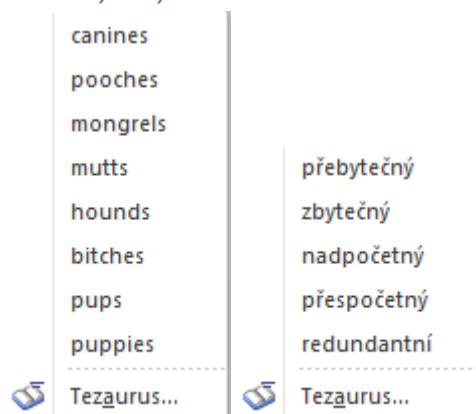 canines
pooches
mongrels
mutts
hounds
bitches
pups
puppies
Tezaurus...
přebytečný
zbytečný
nadpočetný
přespočetný
redundantní
Tezaurus...